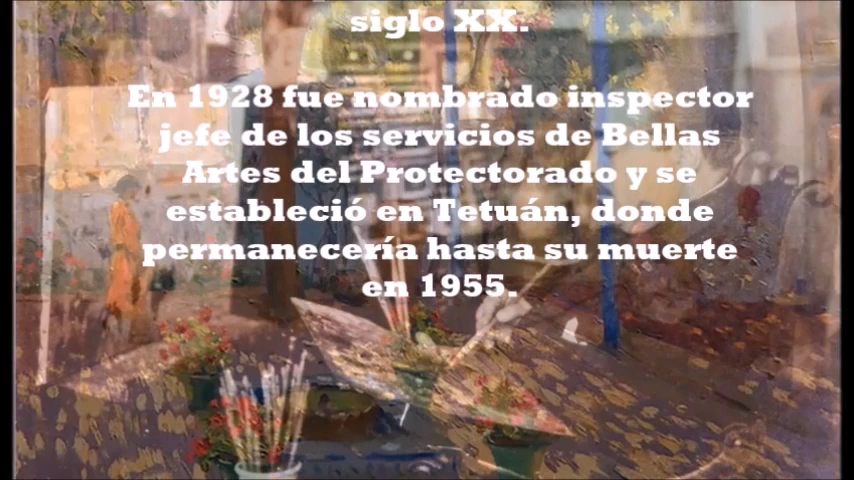 siglo XX.
En 1928 fue nombrado inspector
jefe de los servicios de Bellas
Artes del Protectorado y se
estableció en Tetuán, donde
permanecería hasta su muerte
en 1955.